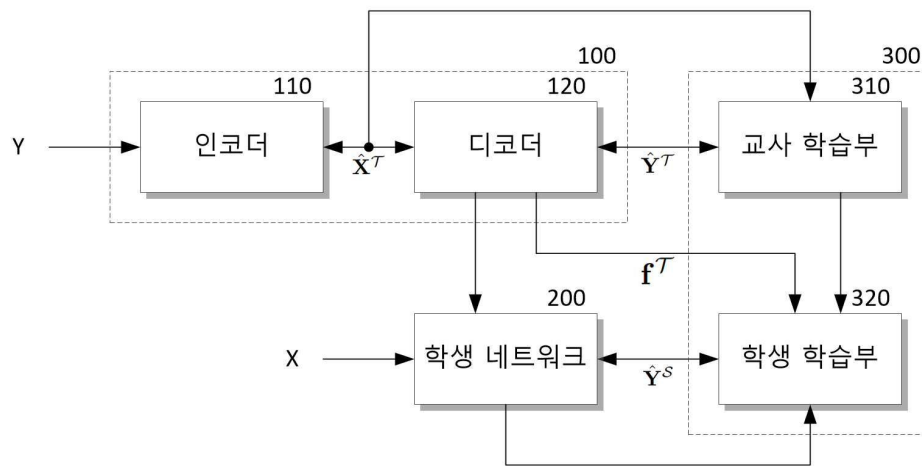 100
300
110
120
310
Y
인코더
디코더
교사 학습부
X̂^𝒯
Ŷ^𝒯
f^𝒯
200
320
X
학생 네트워크
학생 학습부
Ŷ^𝒮